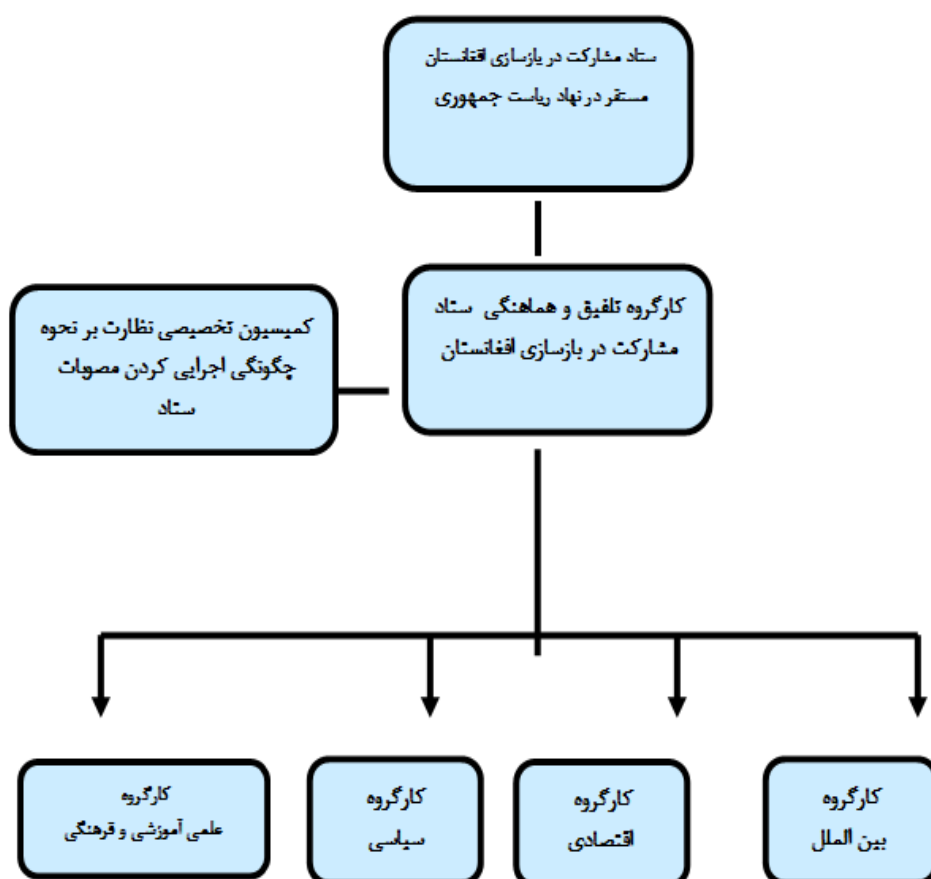 ستاد مشارکت در بازسازی افغانستان
مستقر در نهاد ریاست جمهوری
کارگروه تلفیق و هماهنگی ستاد
مشارکت در بازسازی افغانستان
کمیسیون تخصیصی نظارت بر نحوه
چگونگی اجرایی کردن مصوبات
ستاد
کارگروه
بین الملل
کارگروه
اقتصادی
کارگروه
سیاسی
کارگروه
علمی آموزشی و فرهنگی